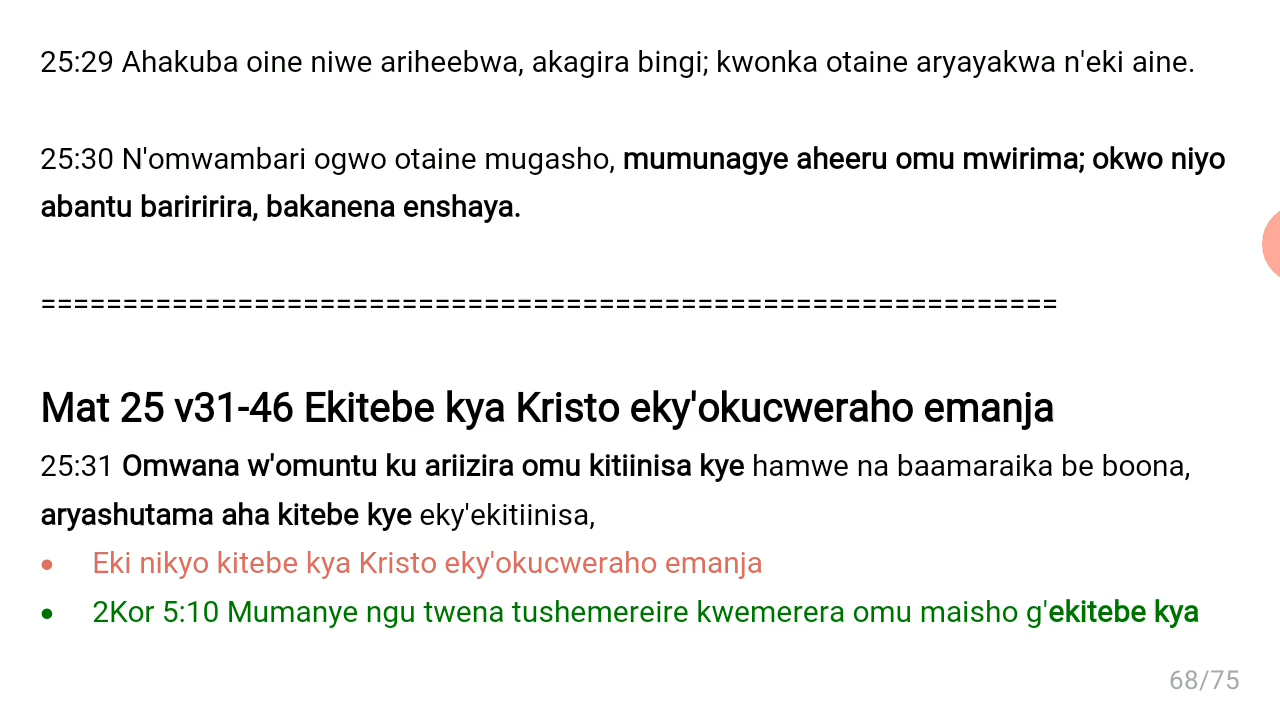 25:29 Ahakuba oine niwe ariheebwa, akagira bingi; kwonka otaine aryayakwa n'eki aine.
25:30 N'omwambari ogwo otaine mugasho, mumunagye aheeru omu mwirima; okwo niyo
abantu bariririra, bakanena enshaya.
==============================================================
Mat 25 v31-46 Ekitebe kya Kristo eky'okucweraho emanja
25:31 Omwana w'omuntu ku ariizira omu kitiinisa kye hamwe na baamaraika be boona,
aryashutama aha kitebe kye eky'ekitiinisa,
• Eki nikyo kitebe kya Kristo eky'okucweraho emanja
• 2Kor 5:10 Mumanye ngu twena tushemereire kwemerera omu maisho g'ekitebe kya
68/75